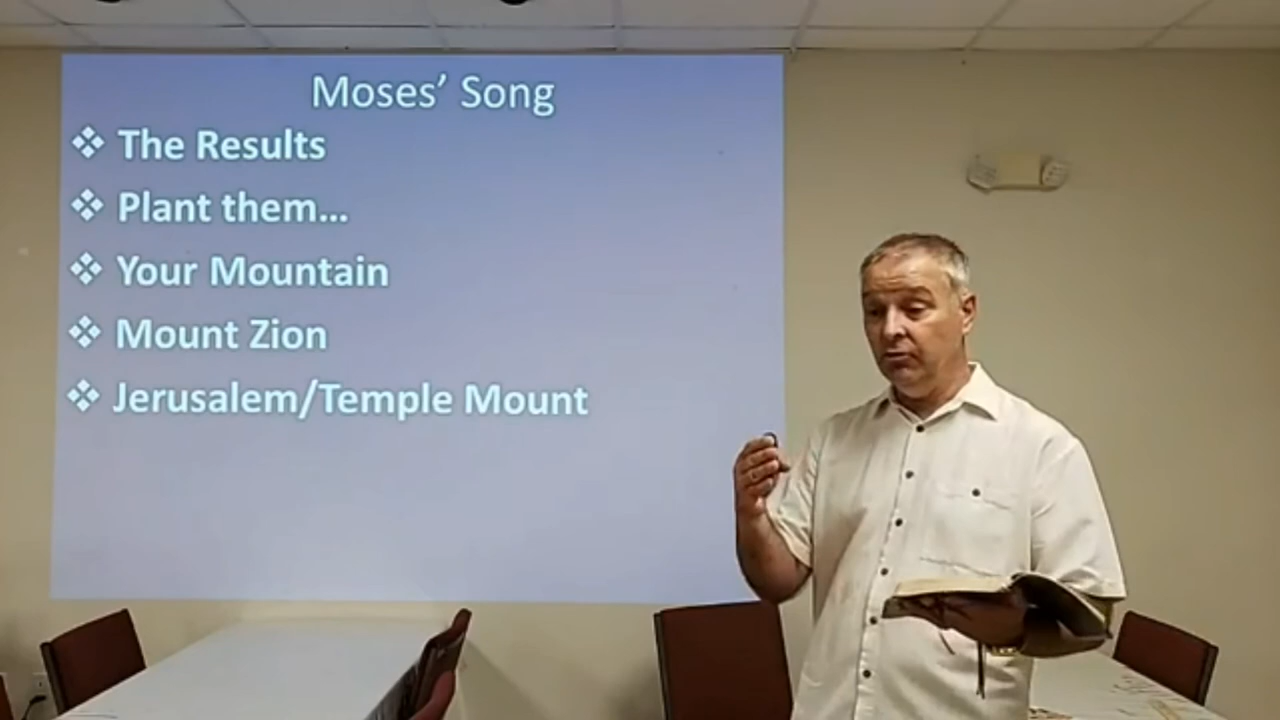 Moses’ Song
❖ The Results
❖ Plant them...
❖ Your Mountain
❖ Mount Zion
❖ Jerusalem/Temple Mount